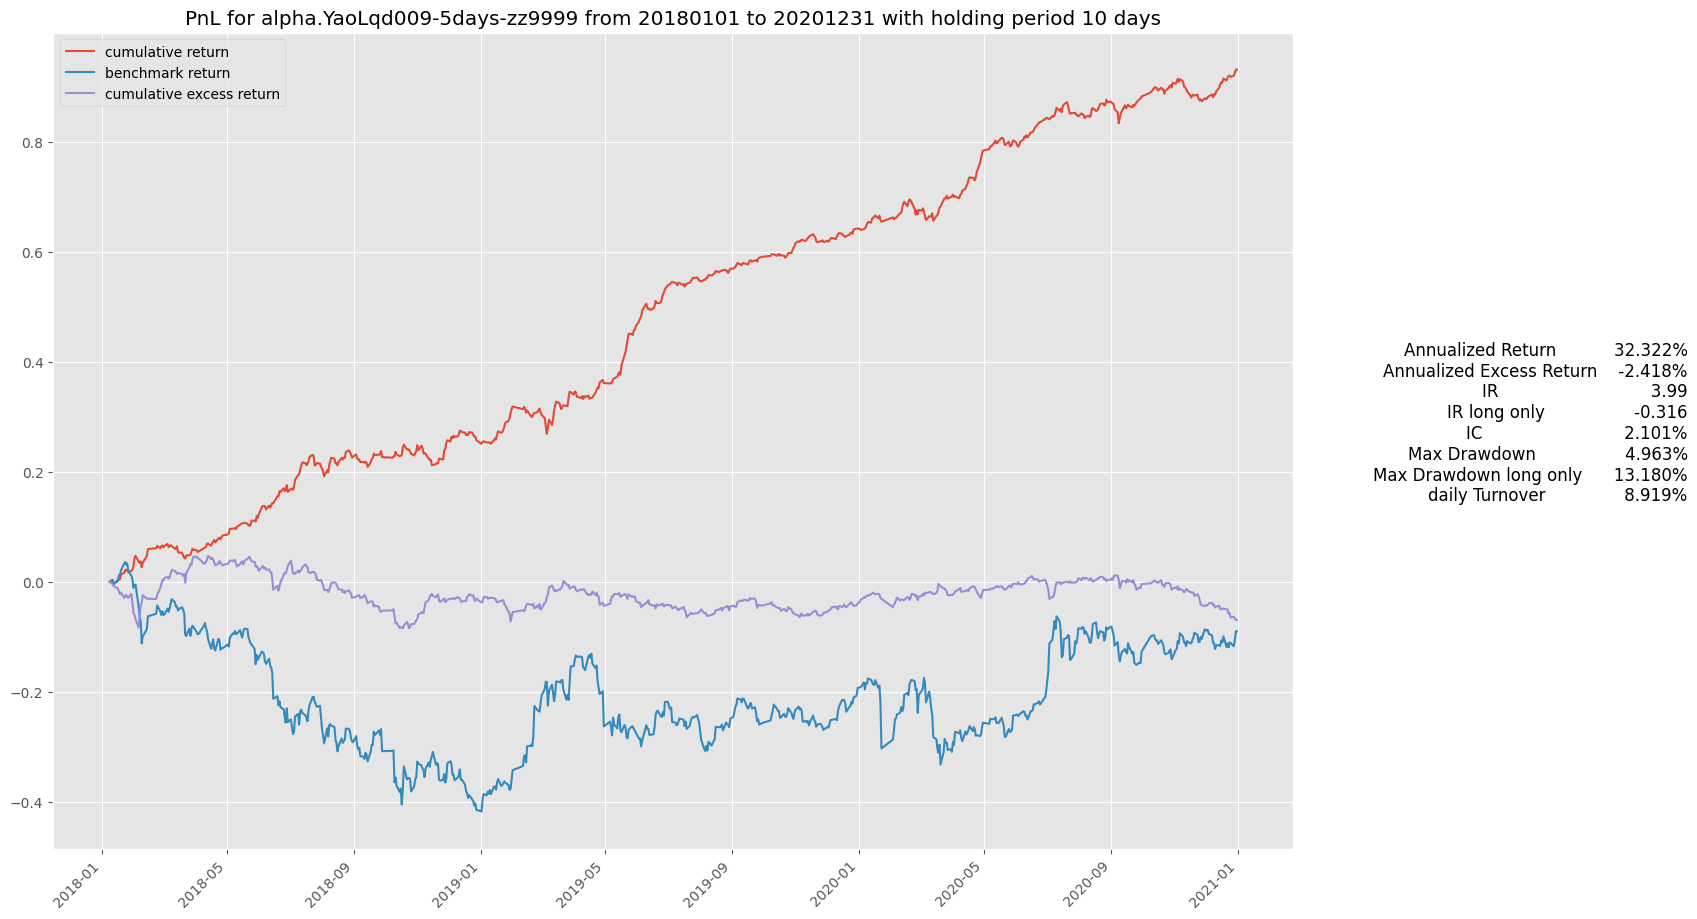 PnL for alpha.YaoLqd009-5days-zz9999 from 20180101 to 20201231 with holding period 10 days
cumulative return
benchmark return
cumulative excess return
0.8
0.6
0.4
0.2
0.0
−0.2
−0.4
2018-01
2018-05
2018-09
2019-01
2019-05
2019-09
2020-01
2020-05
2020-09
2021-01
Annualized Return 32.322%
Annualized Excess Return -2.418%
IR 3.99
IR long only -0.316
IC 2.101%
Max Drawdown 4.963%
Max Drawdown long only 13.180%
daily Turnover 8.919%